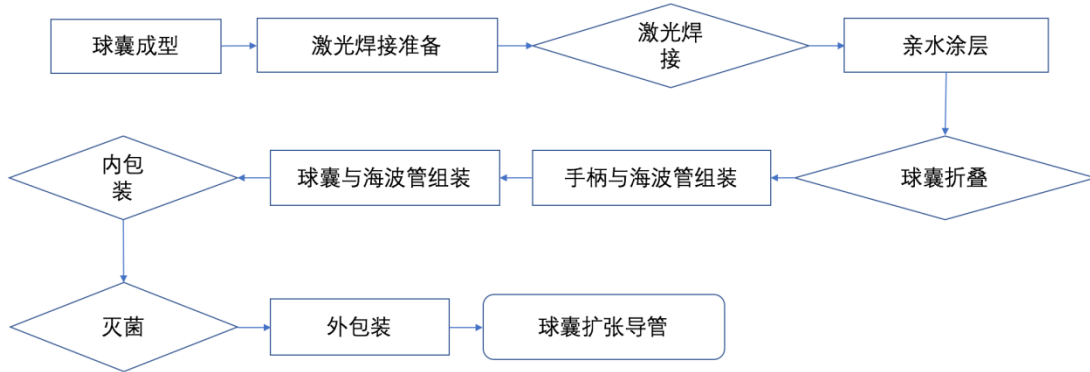 球囊成型
激光焊接准备
激光焊
接
亲水涂层
球囊折叠
手柄与海波管组装
球囊与海波管组装
内包
装
灭菌
外包装
球囊扩张导管